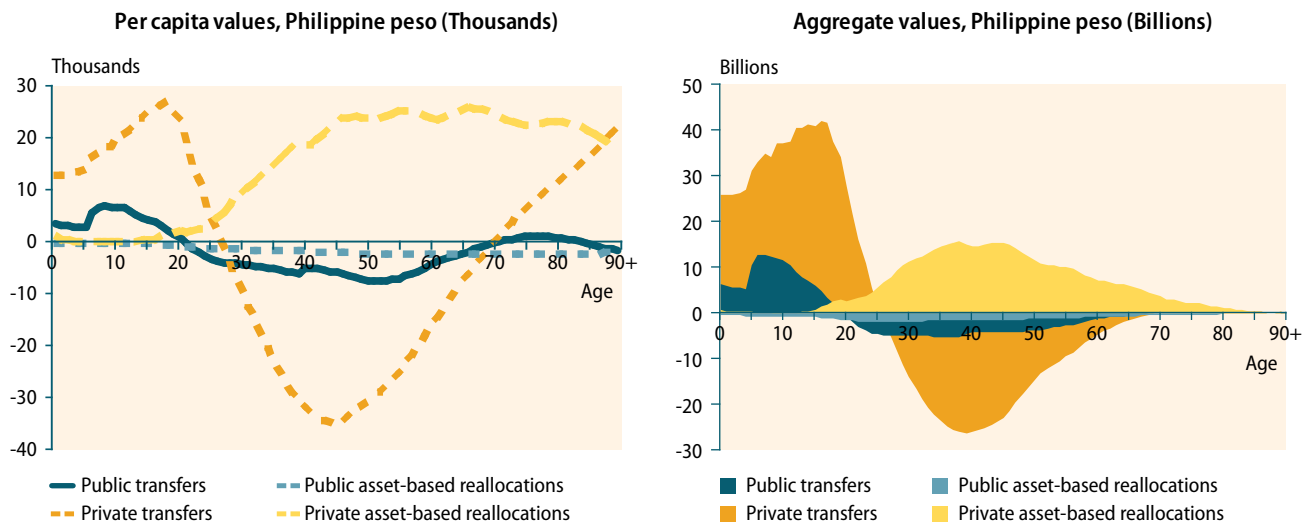 Per capita values, Philippine peso (Thousands)
Thousands
30
20
10
0
-10
-20
-30
-40
0 10 20 30 40 50 60 70 80 90+
Age
Public transfers
Public asset-based reallocations
Private transfers
Private asset-based reallocations
Aggregate values, Philippine peso (Billions)
Billions
50
40
30
20
10
0
-10
-20
-30
0 10 20 30 40 50 60 70 80 90+
Age
Public transfers
Public asset-based reallocations
Private transfers
Private asset-based reallocations